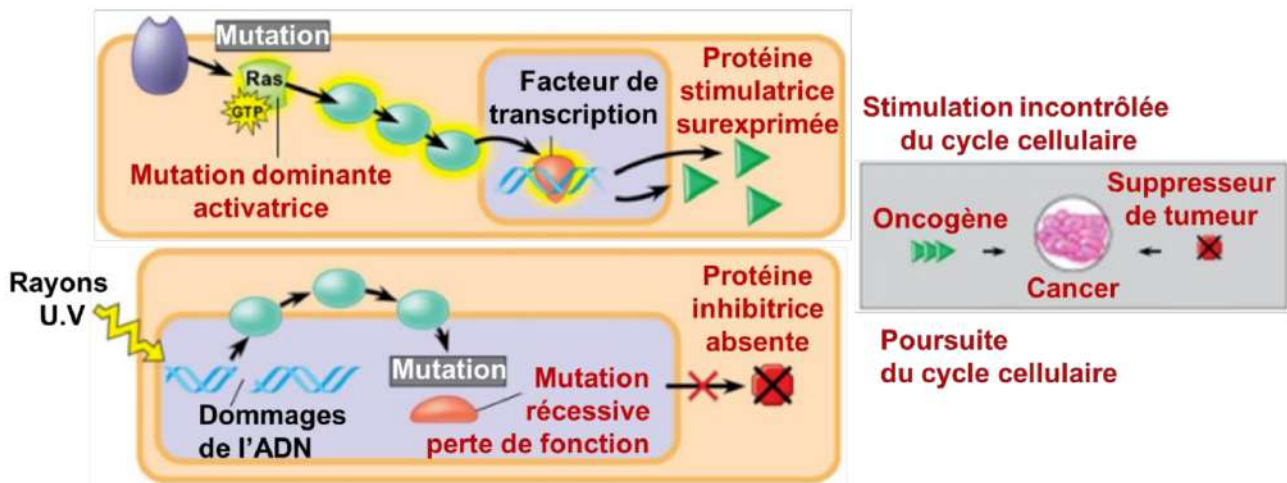 Mutation
Ras
GTP
Mutation dominante
activatrice
Facteur de
transcription
Protéine
stimulatrice
surexprimée
Stimulation incontrôlée
du cycle cellulaire
Oncogène
Suppresseur
de tumeur
Cancer
Rayons
U.V
Dommages
de l'ADN
Mutation
Mutation
récessive
perte de fonction
Protéine
inhibitrice
absente
Poursuite
du cycle cellulaire